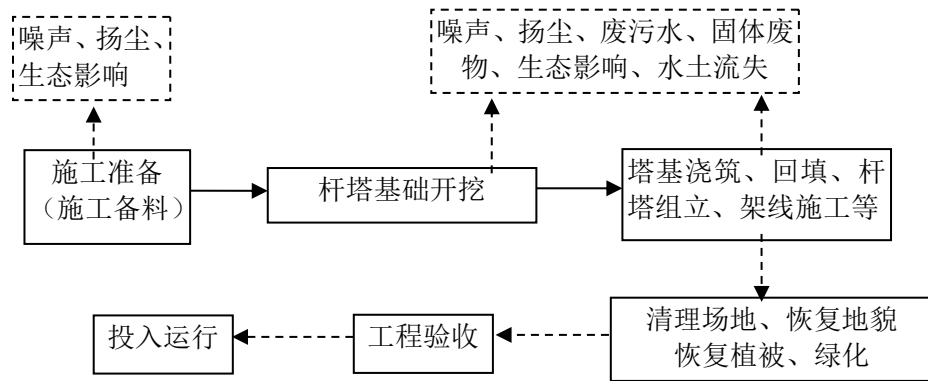 噪声、扬尘、
生态影响
噪声、扬尘、废污水、固体废
物、生态影响、水土流失
施工准备
（施工备料）
杆塔基础开挖
塔基浇筑、回填、杆
塔组立、架线施工等
清理场地、恢复地貌
恢复植被、绿化
工程验收
投入运行